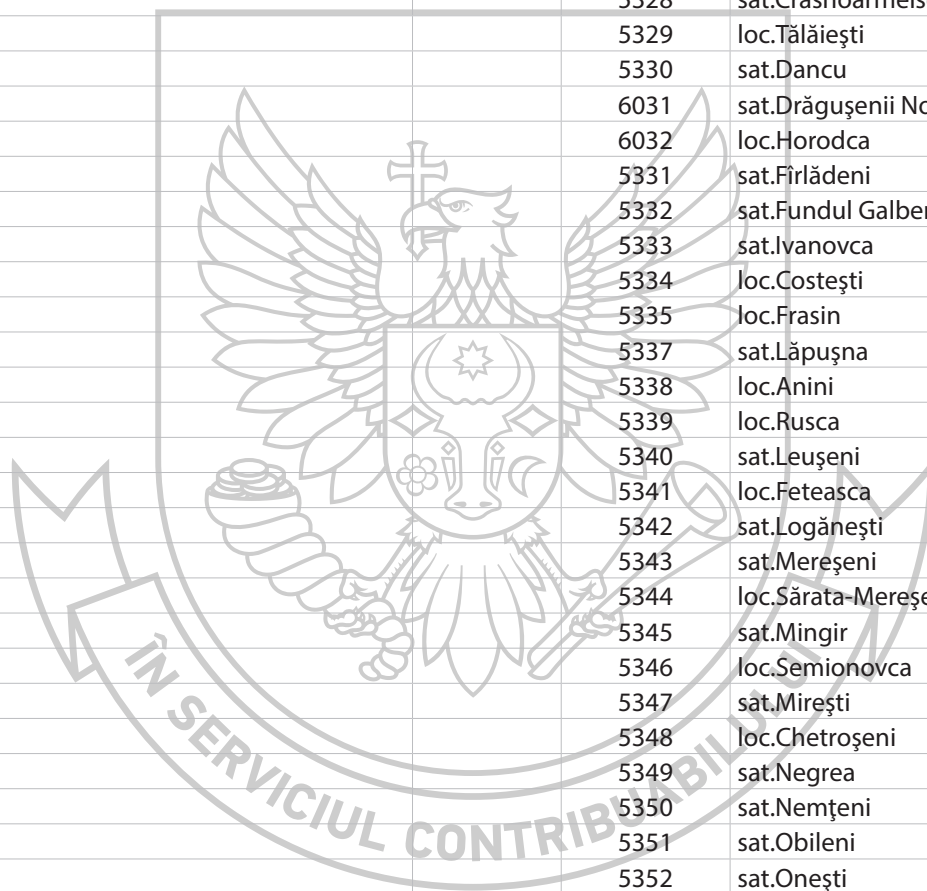 5328
5329 loc.Tălăieşti
5330 sat.Dancu
6031 sat.Drăguşenii
6032 loc.Horodca
5331 sat.Fîrlădeni
5332 sat.Fundul
5333 sat.Ivanovca
5334 loc.Costeşti
5335 loc.Frasin
5337 sat.Lăpuşna
5338 loc.Anini
5339 loc.Rusca
5340 sat.Leuşeni
5341 loc.Feteasca
5342 sat.Logăneşti
5343 sat.Mereşeni
5344
5345 sat.Mingir
5346 loc.Semionovca
5347 sat.Mireşti
5348 loc.Chetroşeni
5349 sat.Negrea
5350 sat.Nemţeni
5351 sat.Obileni
5352 sat.Oneşti
ÎN SERVICIUL CONTRIBUABILULUI